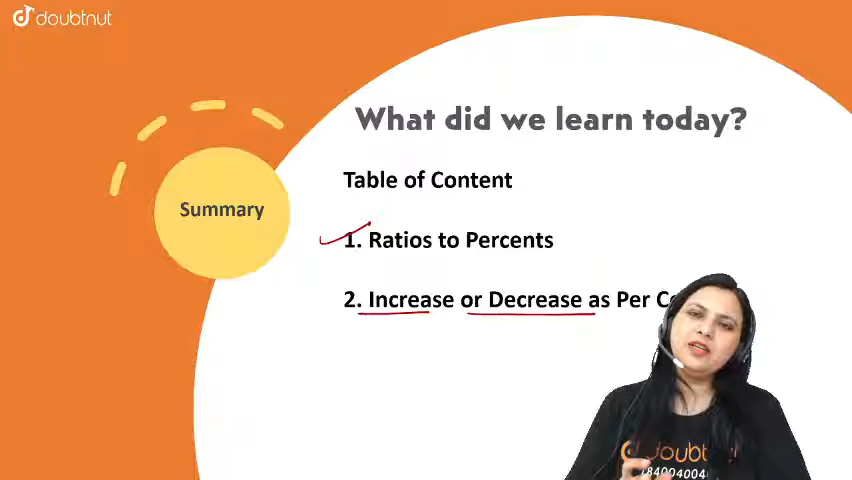 doubtnut
What did we learn today?
Table of Content
Summary
1. Ratios to Percents
2. Increase or Decrease as Per
doubtnut